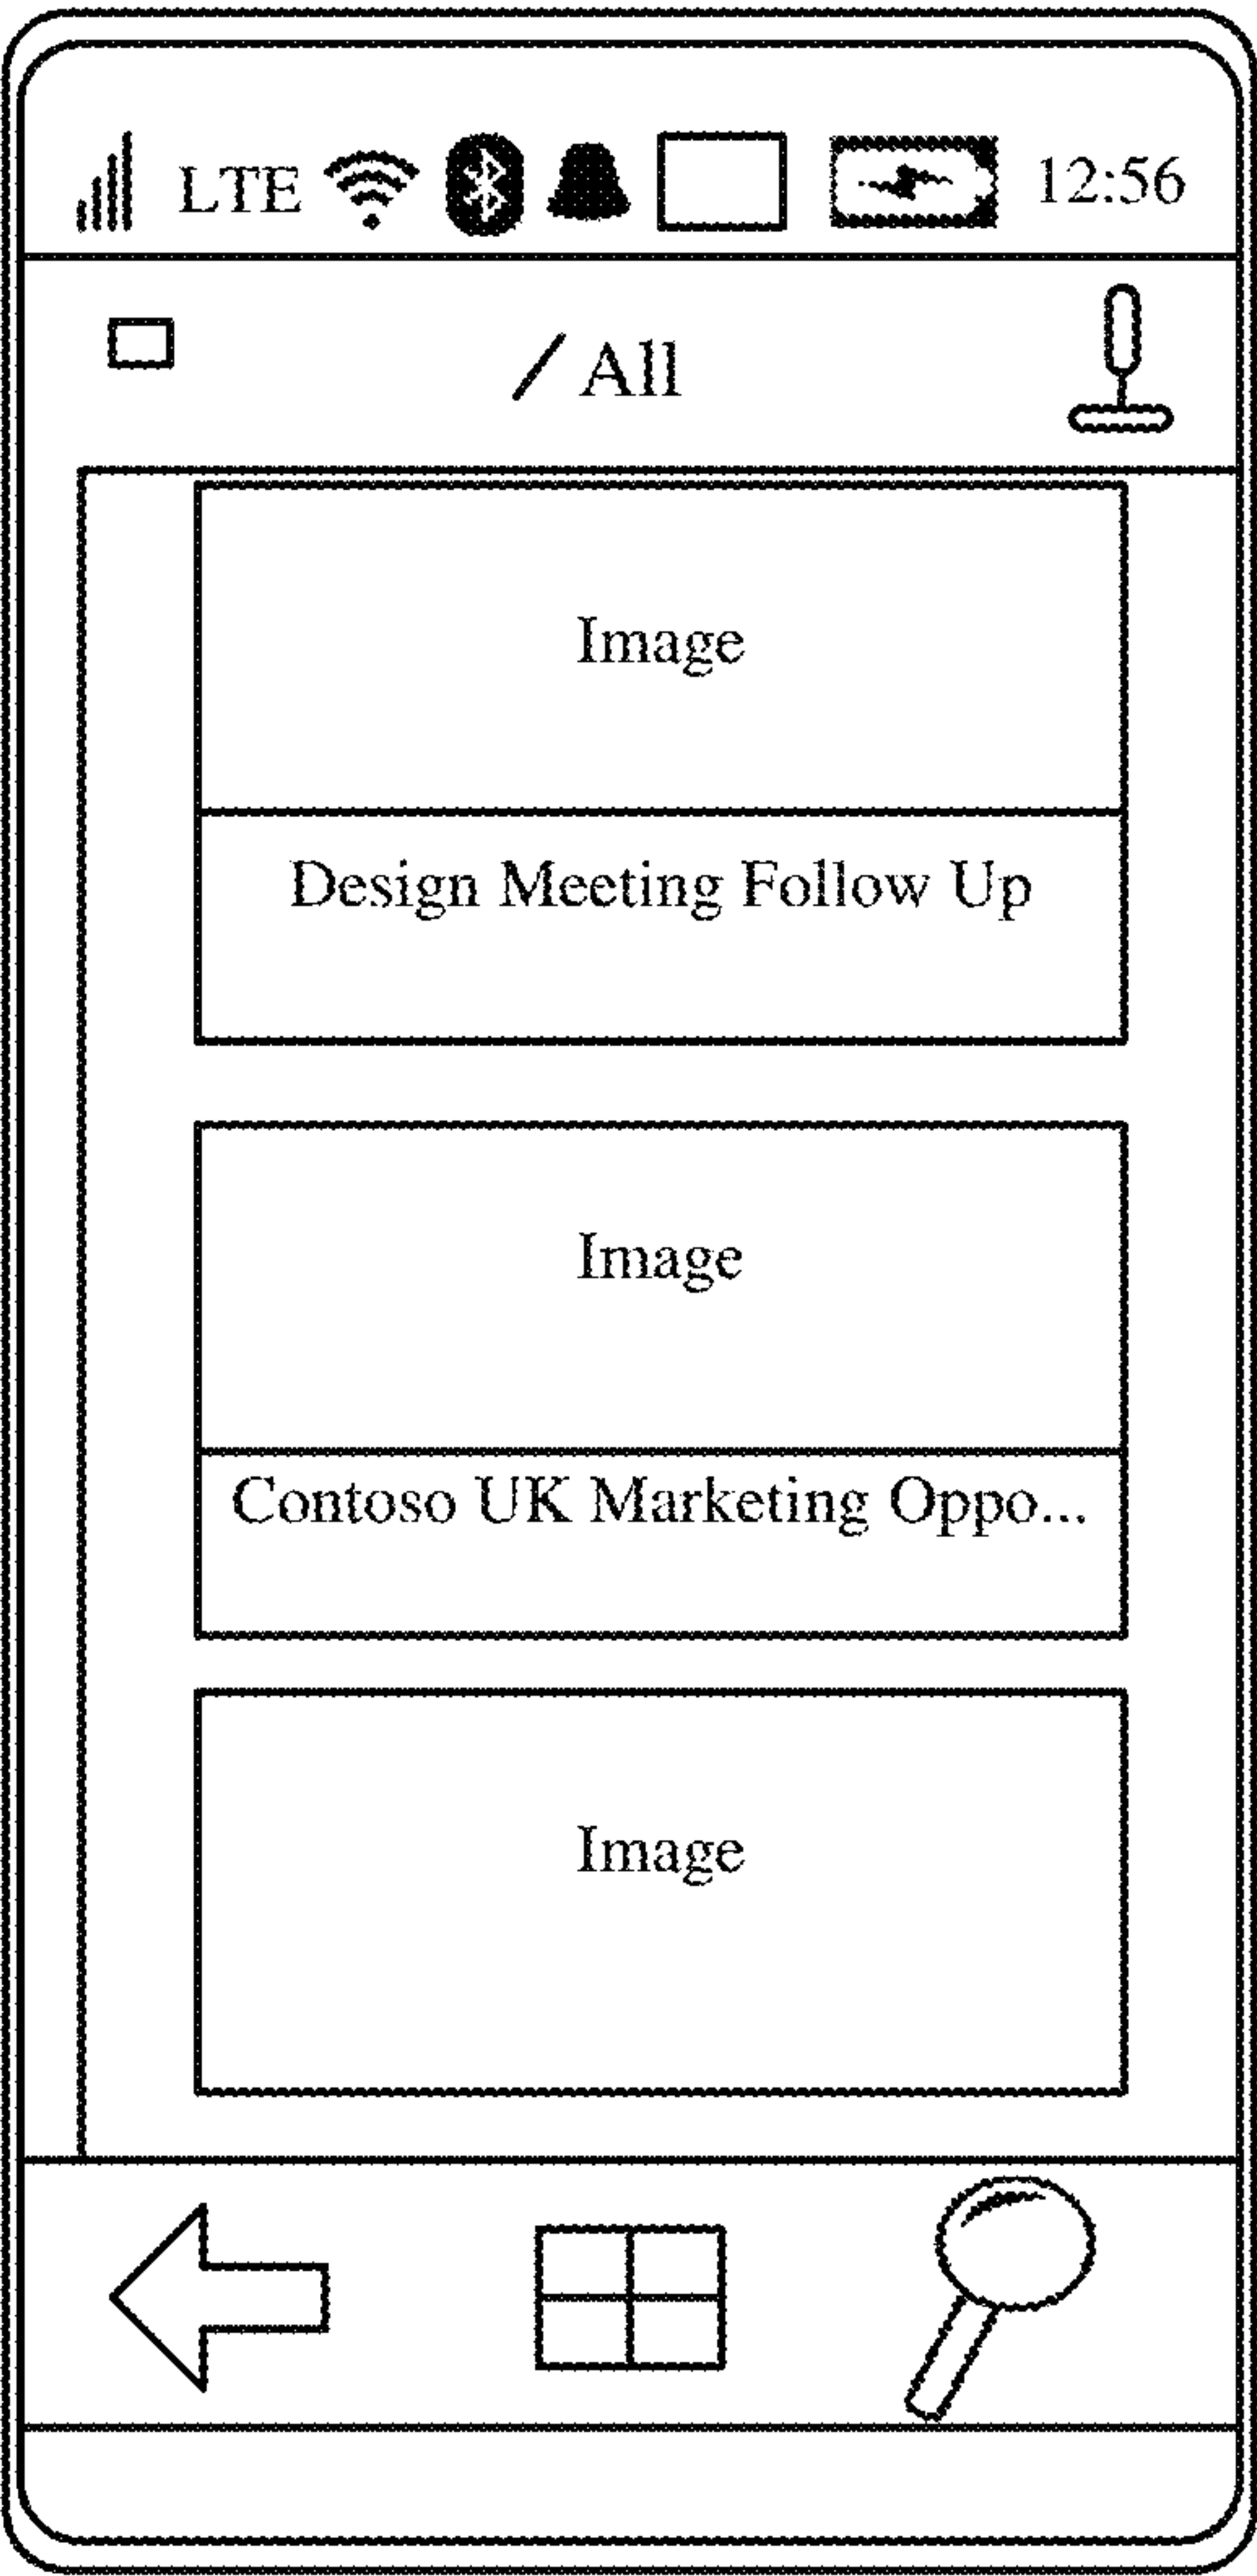 LTE 12:56
/ All
Image
Design Meeting Follow Up
Image
Contoso UK Marketing Oppo...
Image